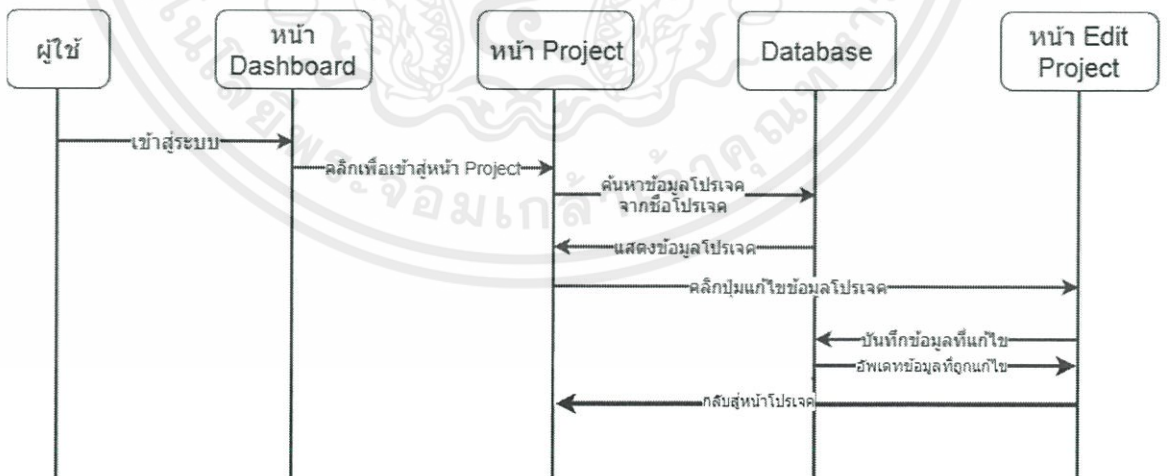 ผู้ใช้
หน้า
Dashboard
หน้า Project
Database
หน้า Edit
Project
เข้าสู่ระบบ
คลิกเพื่อเข้าสู่หน้า Project
ค้นหาข้อมูลโปรเจค
จากชื่อโปรเจค
แสดงข้อมูลโปรเจค
คลิกปุ่มแก้ไขข้อมูลโปรเจค
บันทึกข้อมูลที่แก้ไข
อัพเดทข้อมูลที่ถูกแก้ไข
กลับสู่หน้าโปรเจค